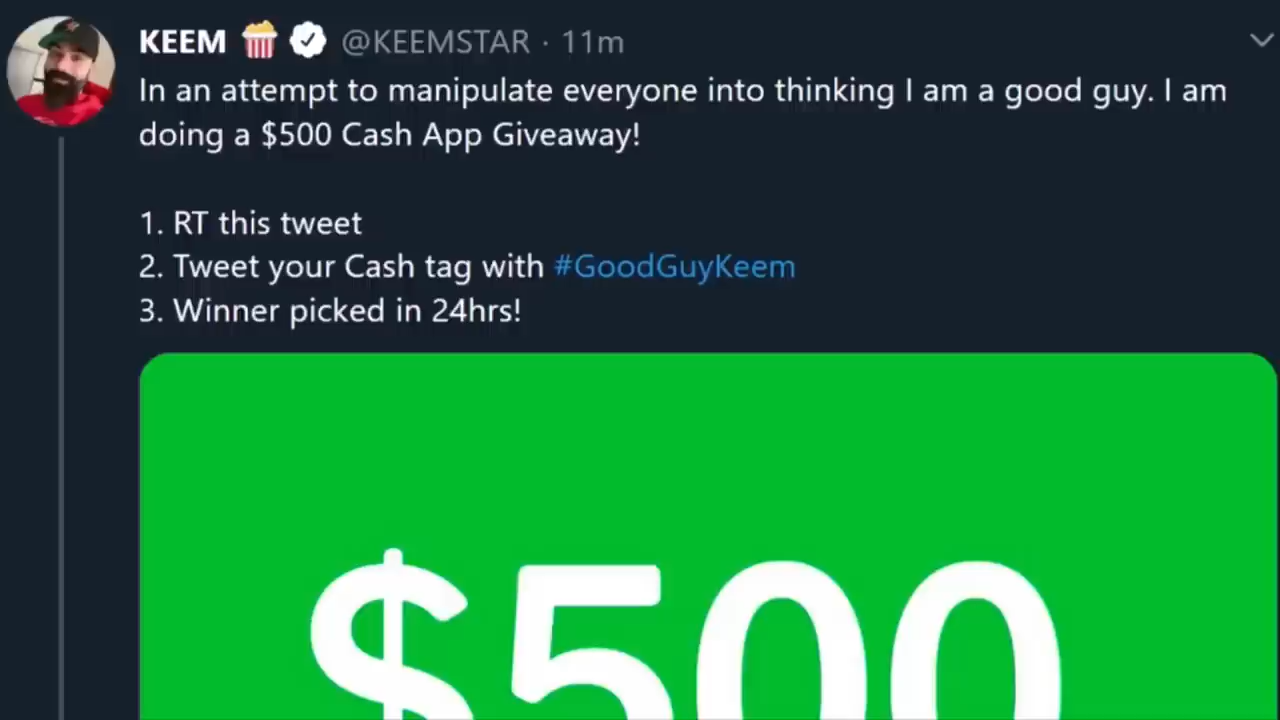 KEEM 🍿 @KEEMSTAR · 11m
In an attempt to manipulate everyone into thinking I am a good guy. I am
doing a $500 Cash App Giveaway!
1. RT this tweet
2. Tweet your Cash tag with #GoodGuyKeem
3. Winner picked in 24hrs!
$500